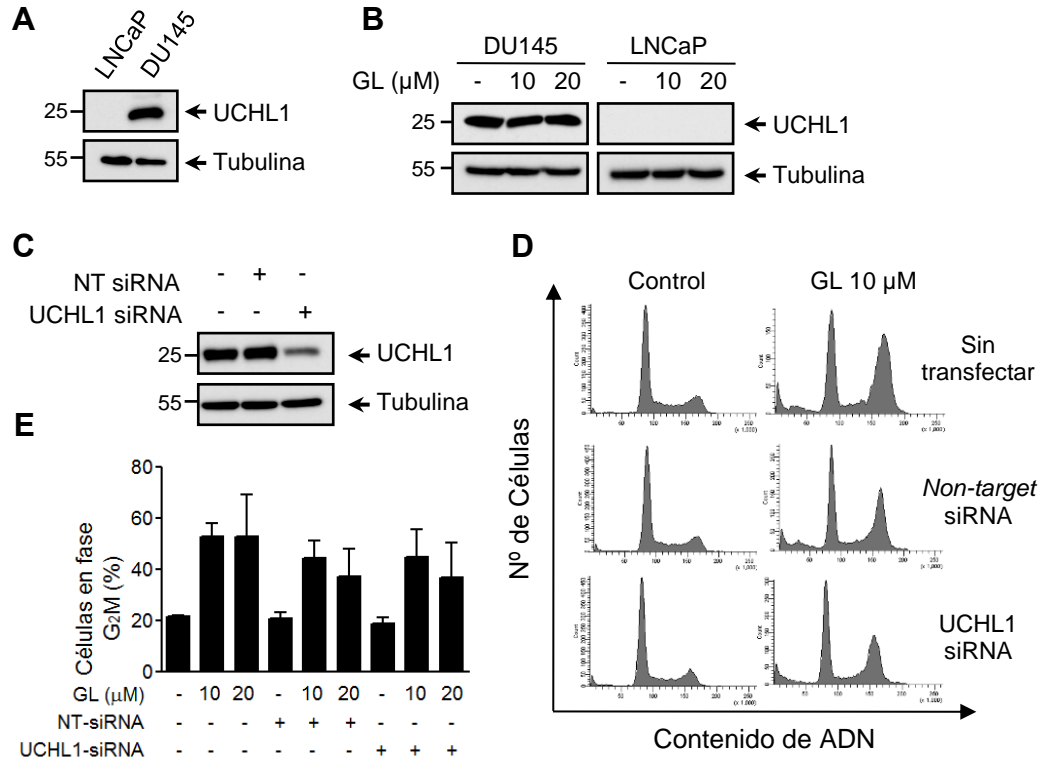 A
LNCaP
DU145
25
UCHL1
55
Tubulina
B
DU145 LNCaP
GL (µM) - 10 20 - 10 20
25
UCHL1
55
Tubulina
C
NT siRNA - + -
UCHL1 siRNA - - +
25
UCHL1
55
Tubulina
D
Control GL 10 µM
Sin
transfectar
Non-target
siRNA
UCHL1
siRNA
Nº de Células
Contenido de ADN
E
80
60
40
20
0
Células en fase
G₂M (%)
GL (µM) - 10 20 - 10 20 - 10 20
NT-siRNA - - - + + + - - -
UCHL1-siRNA - - - - - - + + +